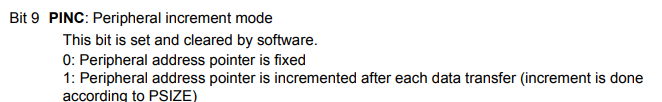 Bit 9 PINC: Peripheral increment mode
This bit is set and cleared by software.
0: Peripheral address pointer is fixed
1: Peripheral address pointer is incremented after each data transfer (increment is done
according to PSIZE)